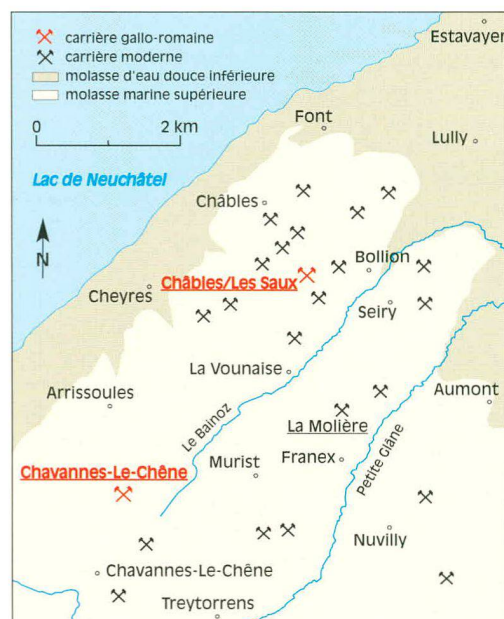 carrière gallo-romaine
Estavayer
carrière moderne
molasse d'eau douce inférieure
molasse marine supérieure
0 2 km
Font
Lully
Lac de Neuchâtel
Châbles
N
Bollion
Châbles/Les Saux
Cheyres
Seiry
La Vounaise
Arrissoules
Aumont
Le Bainoz
La Molière
Petite Glâne
Chavannes-Le-Chêne
Murist
Franex
Nuvilly
Chavannes-Le-Chêne
Treytorrens